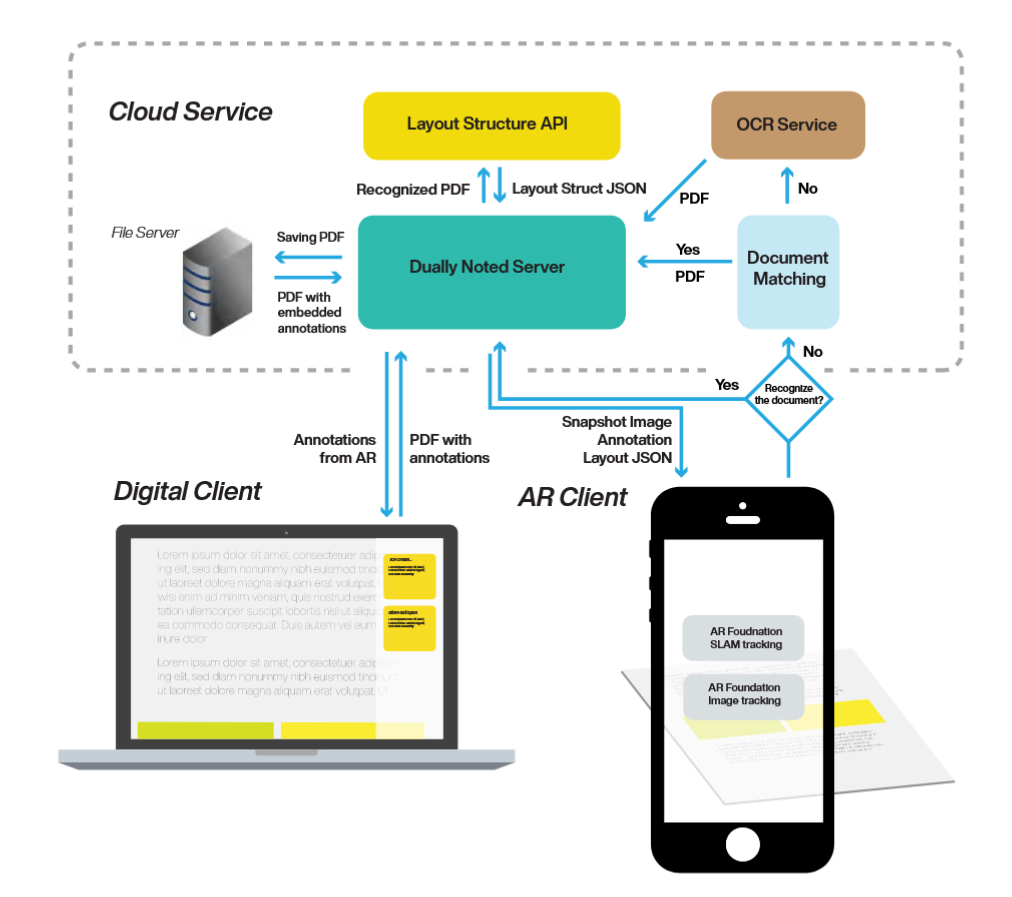 Cloud Service
Layout Structure API
OCR Service
Recognized PDF
Layout Struct JSON
PDF
No
File Server
Saving PDF
PDF with
embedded
annotations
Dually Noted Server
Yes
PDF
Document
Matching
No
Yes
Recognize
the document?
Annotations
from AR
PDF with
annotations
Snapshot Image
Annotation
Layout JSON
Digital Client
AR Client
Lorem ipsum dolor sit amet, consectetuer adip
ing elit, sed diam nonummy nibh euismod tinc
ut laoreet dolore magna aliquam erat volutpat.
wisi enim ad minim veniam, quis nostrud exerc
tation ullamcorper suscipit lobortis nisl ut aliqu
ea commodo consequat. Duis autem vel eum
iriure dolor
Lorem ipsum dolor sit amet, consectetuer adipisc-
ing elit, sed diam nonummy nibh euismod tincidunt
ut laoreet dolore magna aliquam erat volutpat. Ut
AR Foudnation
SLAM tracking
AR Foundation
Image tracking